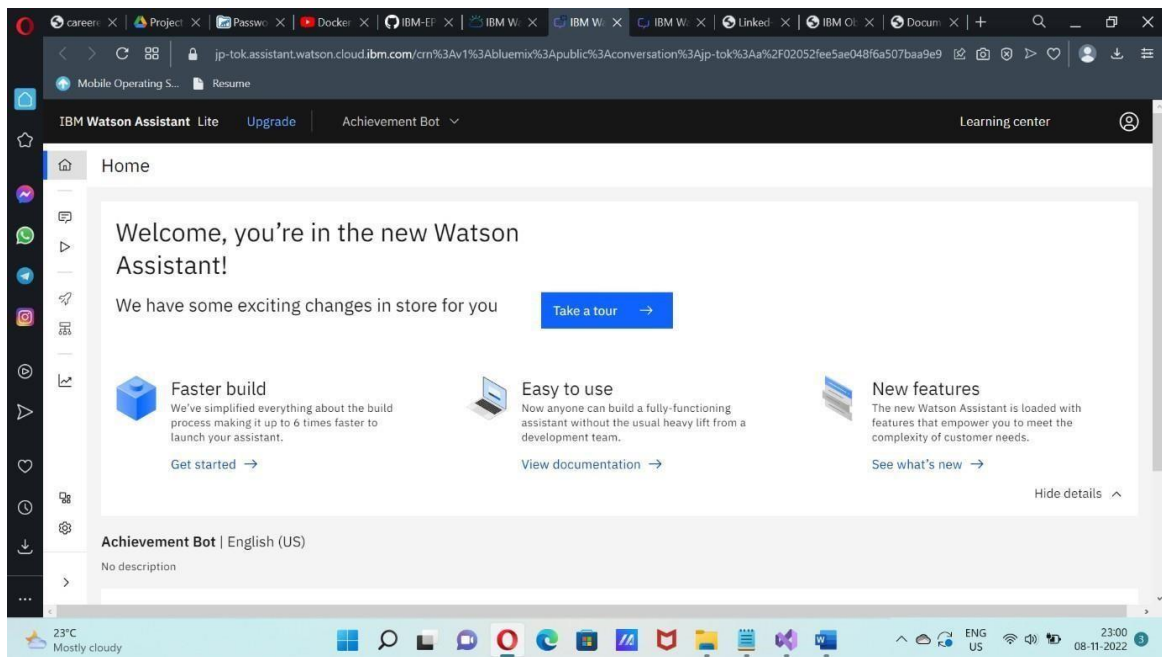 career
Project
Passwo
Docker
IBM-EP
IBM W
IBM W
IBM Wa
Linked
IBM Ob
Docum
jp-tok.assistant.watson.cloud.ibm.com/crn%3Av1%3Abluemix%3Apublic%3Aconversation%3Ajp-tok%3Aa%2F02052fee5ae048f6a507baa9e9
Mobile Operating S...
Resume
IBM Watson Assistant Lite
Upgrade
Achievement Bot
Learning center
Home
Welcome, you're in the new Watson
Assistant!
We have some exciting changes in store for you
Take a tour
Faster build
We've simplified everything about the build
process making it up to 6 times faster to
launch your assistant.
Get started
Easy to use
Now anyone can build a fully-functioning
assistant without the usual heavy lift from a
development team.
View documentation
New features
The new Watson Assistant is loaded with
features that empower you to meet the
complexity of customer needs.
See what's new
Hide details
Achievement Bot | English (US)
No description
23°C
Mostly cloudy
ENG
US
23:00
08-11-2022
3